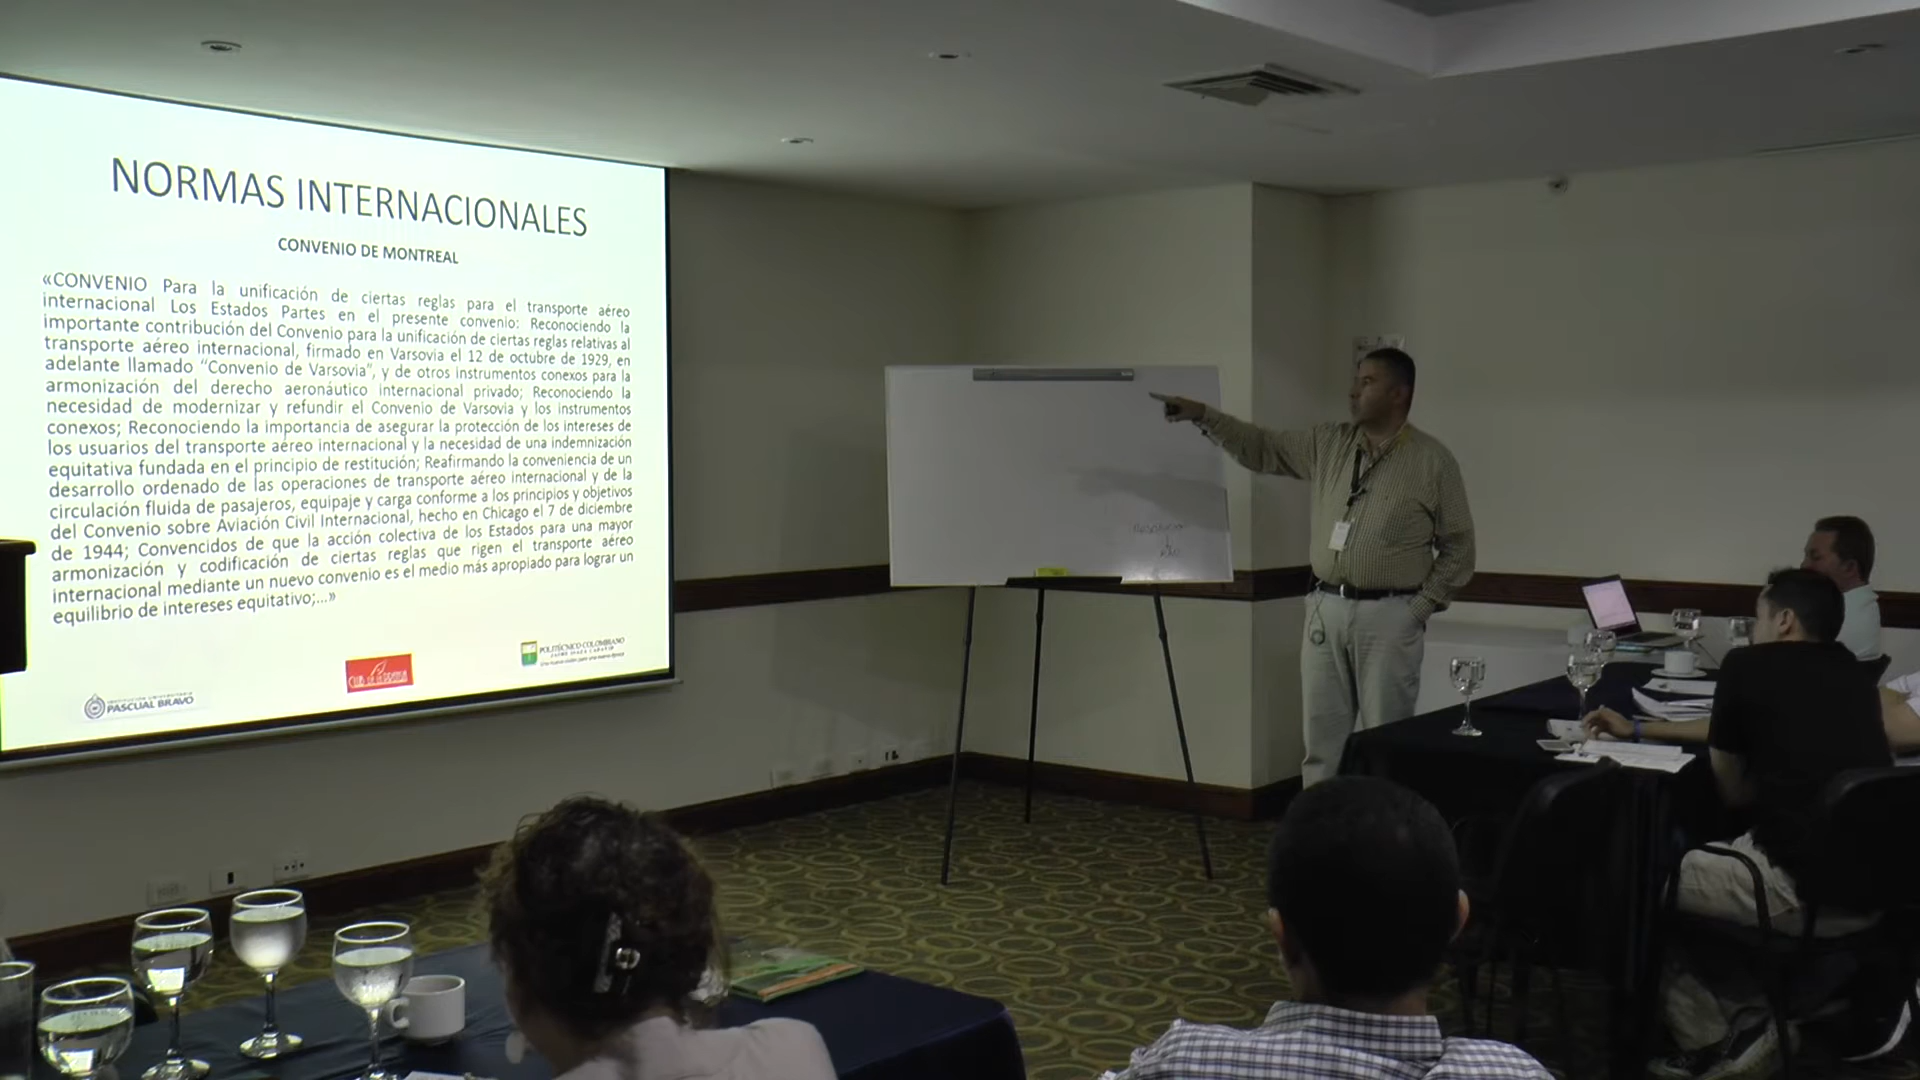 NORMAS INTERNACIONALES
CONVENIO DE MONTREAL
«CONVENIO Para la unificación de ciertas reglas para el transporte aéreo
internacional Los Estados Partes en el presente convenio: Reconociendo la
importante contribución del Convenio para la unificación de ciertas reglas relativas al
transporte aéreo internacional, firmado en Varsovia el 12 de octubre de 1929, en
adelante llamado “Convenio de Varsovia”, y de otros instrumentos conexos para la
armonización del derecho aeronáutico internacional privado; Reconociendo la
necesidad de modernizar y refundir el Convenio de Varsovia y los instrumentos
conexos; Reconociendo la importancia de asegurar la protección de los intereses de
los usuarios del transporte aéreo internacional y la necesidad de una indemnización
equitativa fundada en el principio de restitución; Reafirmando la conveniencia de un
desarrollo ordenado de las operaciones de transporte aéreo internacional y de la
circulación fluida de pasajeros, equipaje y carga conforme a los principios y objetivos
del Convenio sobre Aviación Civil Internacional, hecho en Chicago el 7 de diciembre
de 1944; Convencidos de que la acción colectiva de los Estados para una mayor
armonización y codificación de ciertas reglas que rigen el transporte aéreo
internacional mediante un nuevo convenio es el medio más apropiado para lograr un
equilibrio de intereses equitativo;...»
POLITÉCNICO COLOMBIANO
CLUB DE LA PRENSA
INSTITUCIÓN UNIVERSITARIA
PASCUAL BRAVO